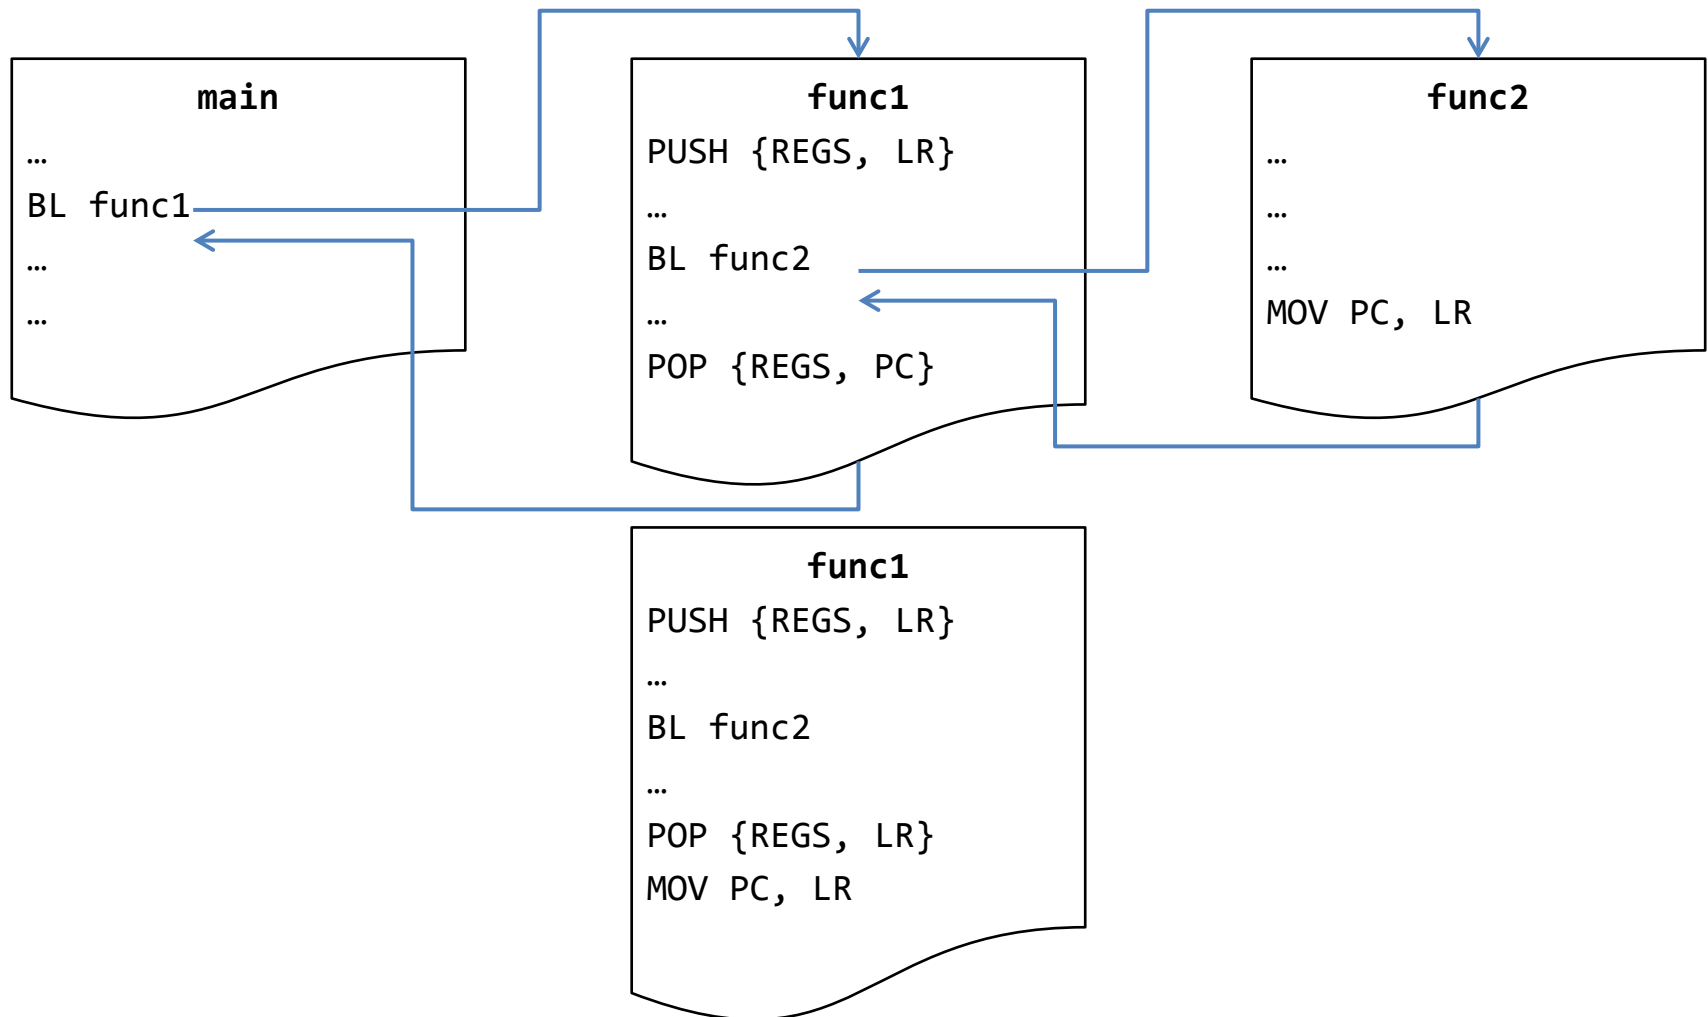 main
…
BL func1
…
…
func1
PUSH {REGS, LR}
…
BL func2
…
POP {REGS, PC}
func2
…
…
…
MOV PC, LR
func1
PUSH {REGS, LR}
…
BL func2
…
POP {REGS, LR}
MOV PC, LR